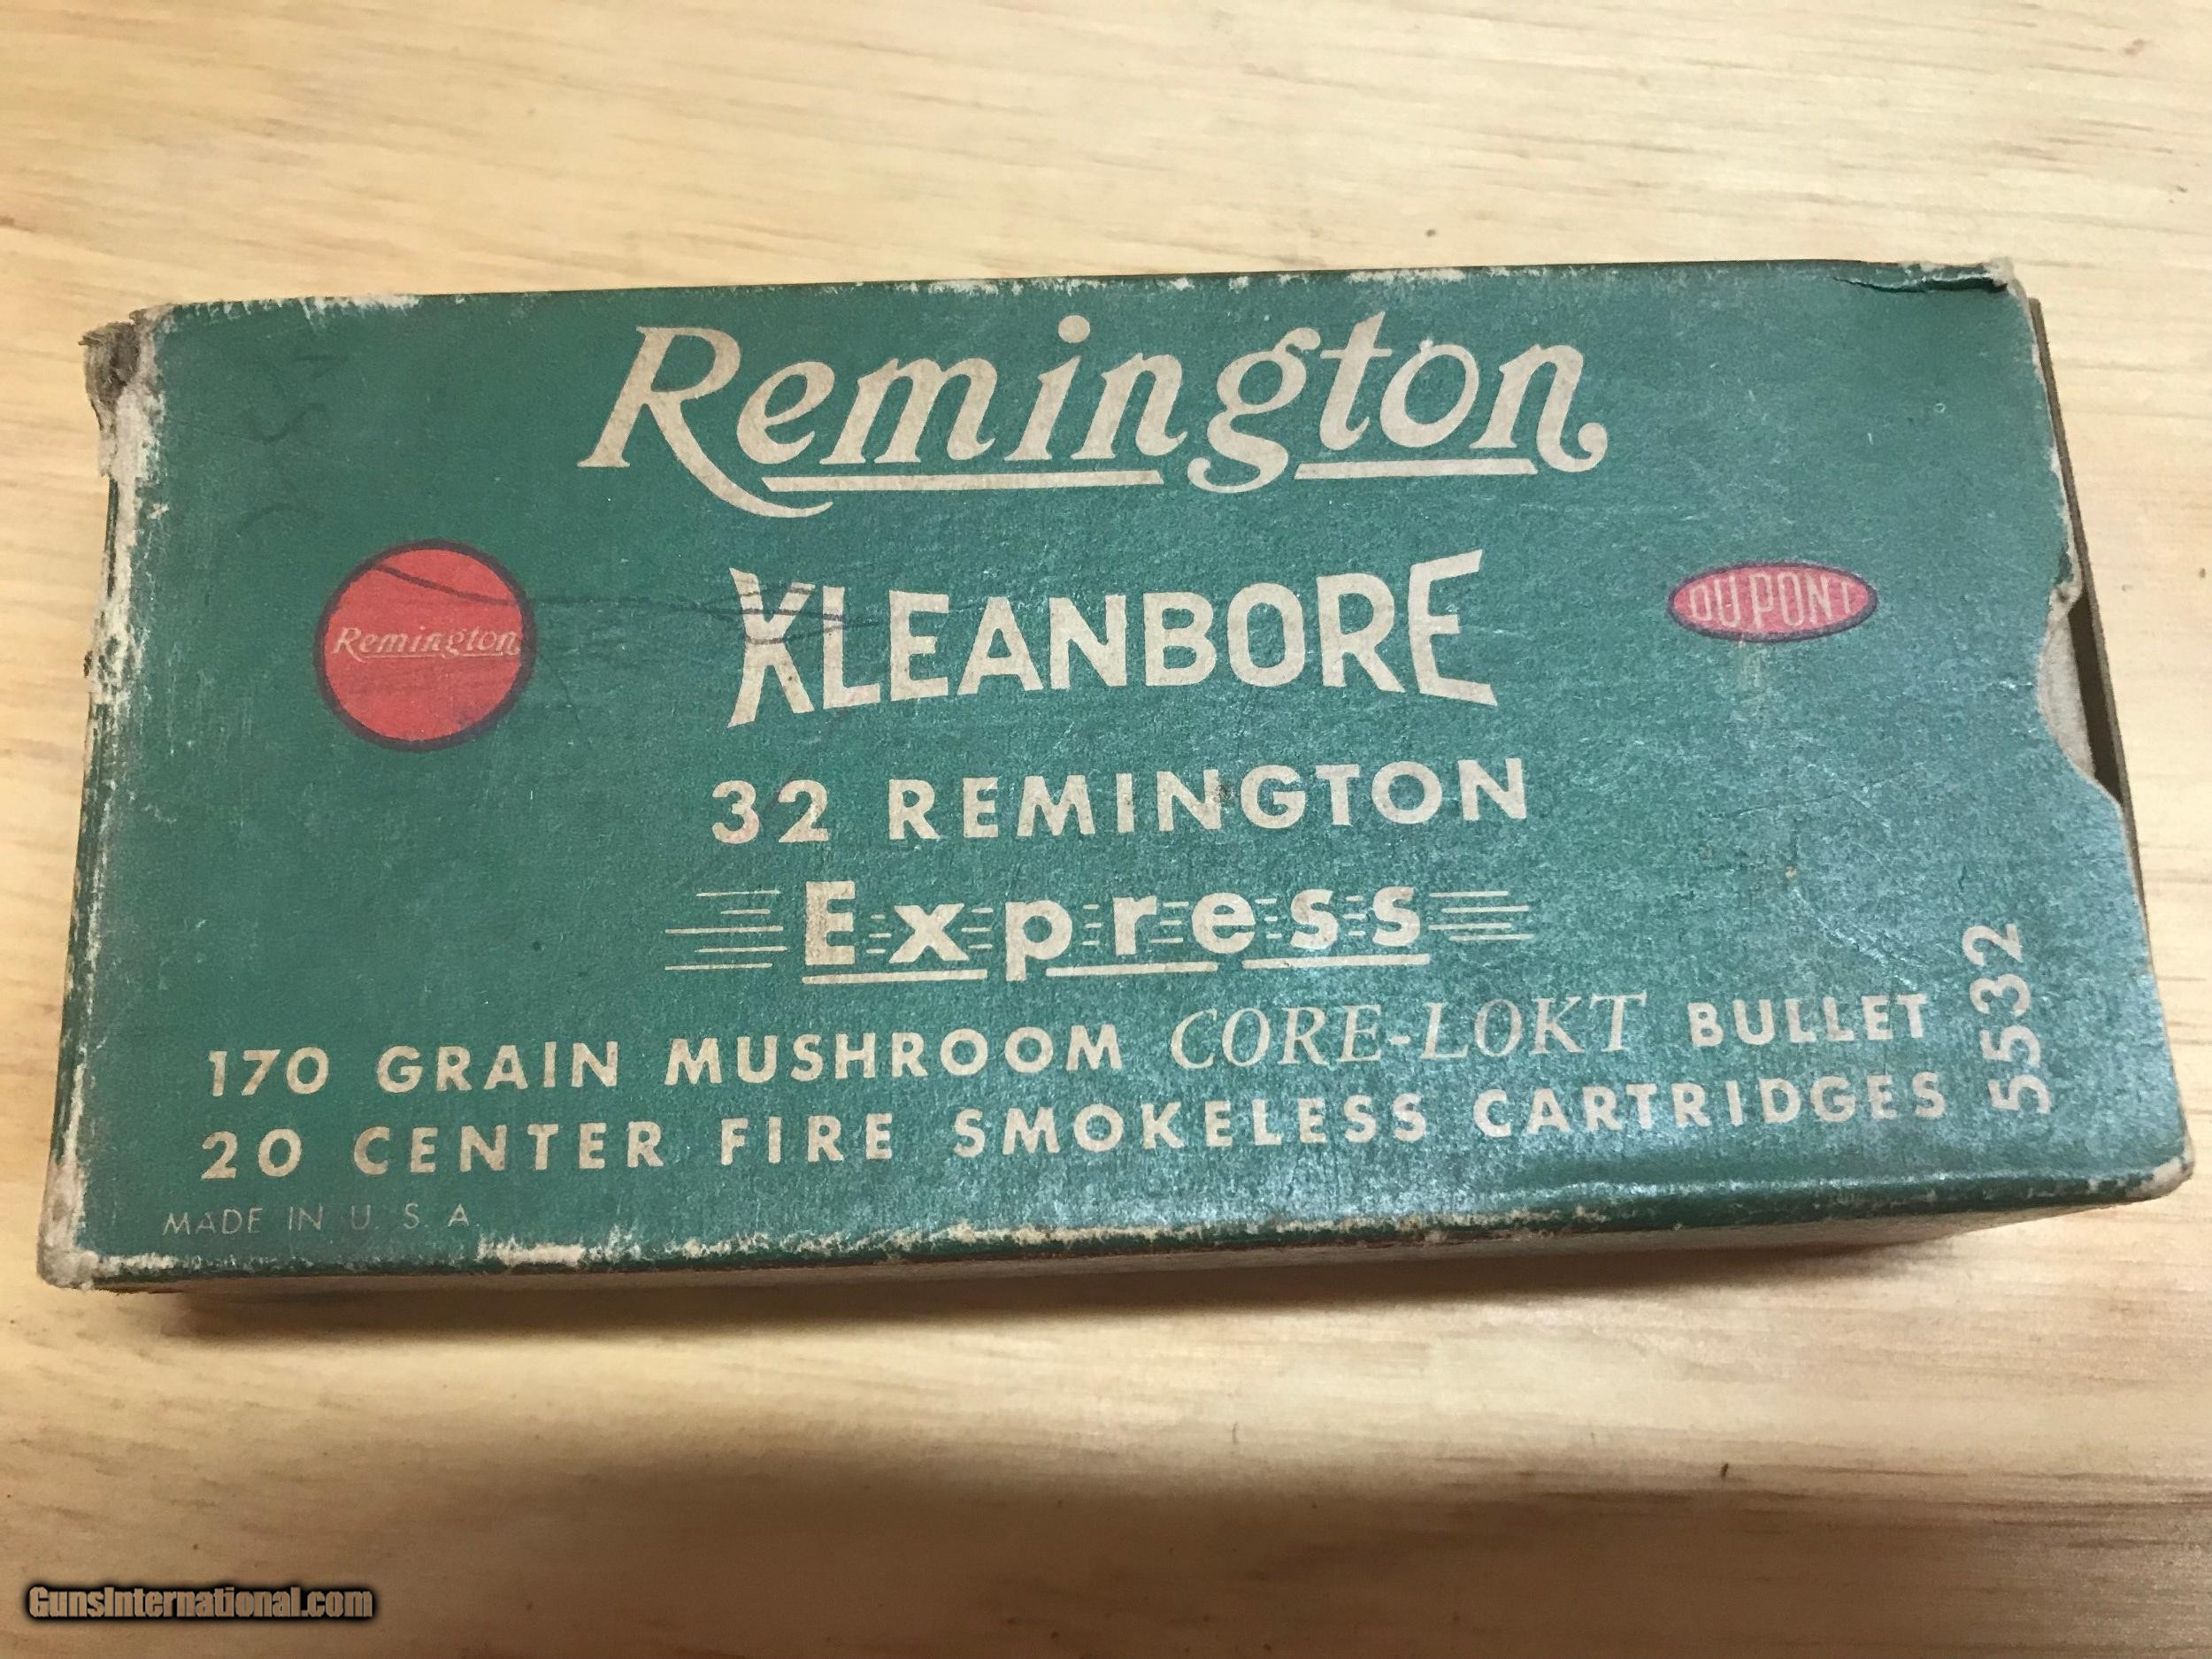 Remington
KLEANBORE
Remington
DU PONT
32 REMINGTON
Express
170 GRAIN MUSHROOM CORE-LOKT BULLET
20 CENTER FIRE SMOKELESS CARTRIDGES
5532
MADE IN U. S. A.
GunsInternational.com